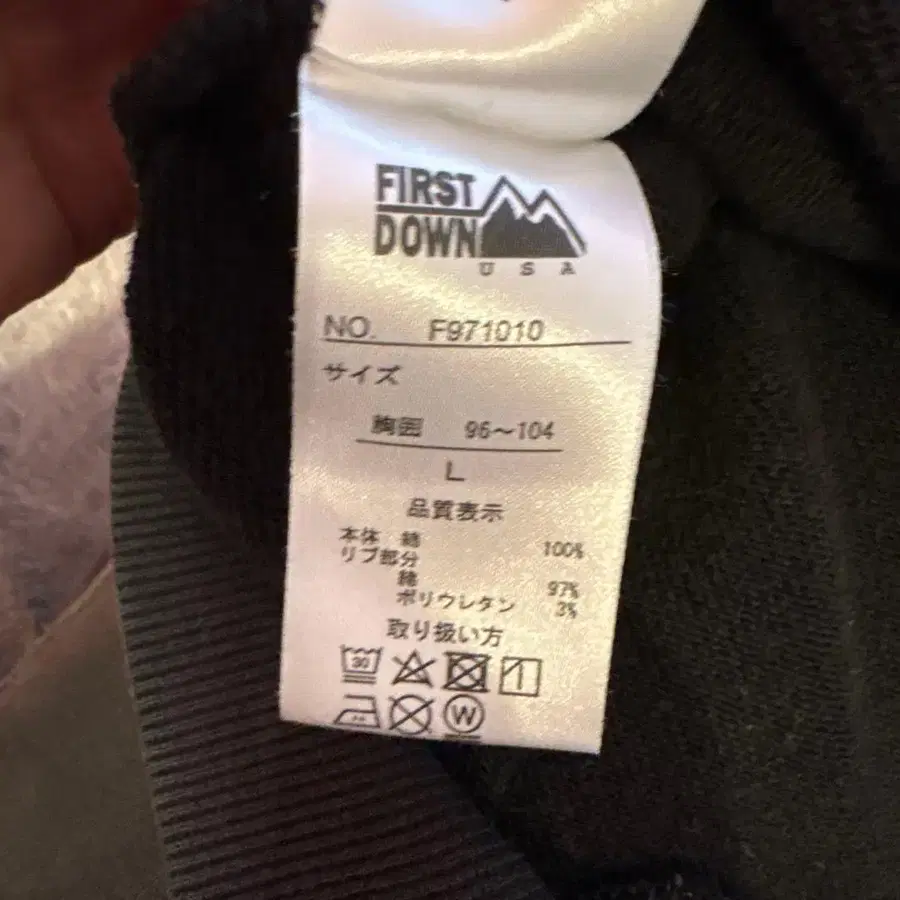 FIRST
DOWN
USA
NO. F971010
サイズ
胸囲 96～104
L
品質表示
本体 綿 100%
リブ部分
綿 97%
ポリウレタン 3%
取り扱い方
30
W